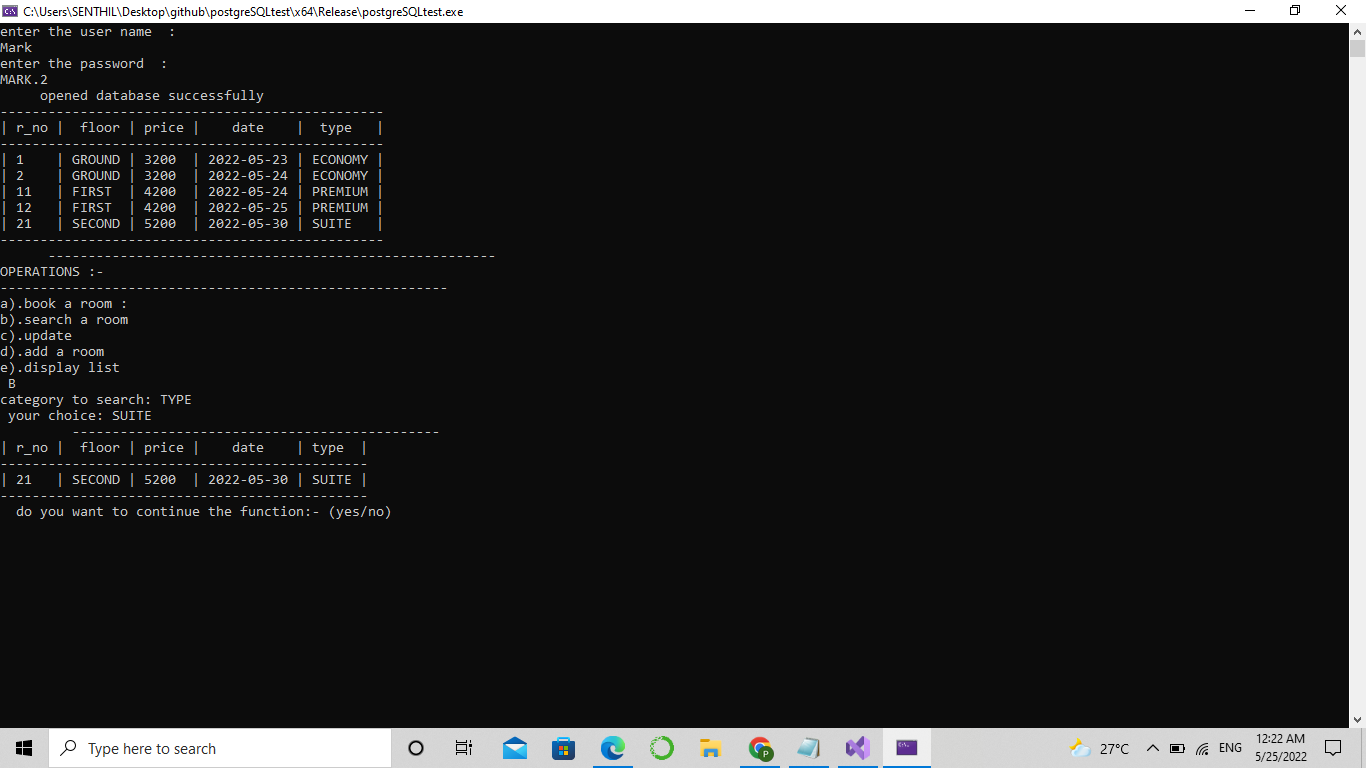 C:\Users\SENTHIL\Desktop\github\postgreSQLtest\x64\Release\postgreSQLtest.exe
enter the user name  :
Mark
enter the password  :
MARK.2
     opened database successfully
------------------------------------------------
| r_no |  floor | price |    date    |  type   |
------------------------------------------------
| 1    | GROUND | 3200  | 2022-05-23 | ECONOMY |
| 2    | GROUND | 3200  | 2022-05-24 | ECONOMY |
| 11   | FIRST  | 4200  | 2022-05-24 | PREMIUM |
| 12   | FIRST  | 4200  | 2022-05-25 | PREMIUM |
| 21   | SECOND | 5200  | 2022-05-30 | SUITE   |
------------------------------------------------
      --------------------------------------------------------
OPERATIONS :-
--------------------------------------------------------
a).book a room :
b).search a room
c).update
d).add a room
e).display list
 B
category to search: TYPE
 your choice: SUITE
         ----------------------------------------------
| r_no |  floor | price |    date    | type  |
----------------------------------------------
| 21   | SECOND | 5200  | 2022-05-30 | SUITE |
----------------------------------------------
  do you want to continue the function:- (yes/no)
Type here to search
27°C
ENG
12:22 AM
5/25/2022